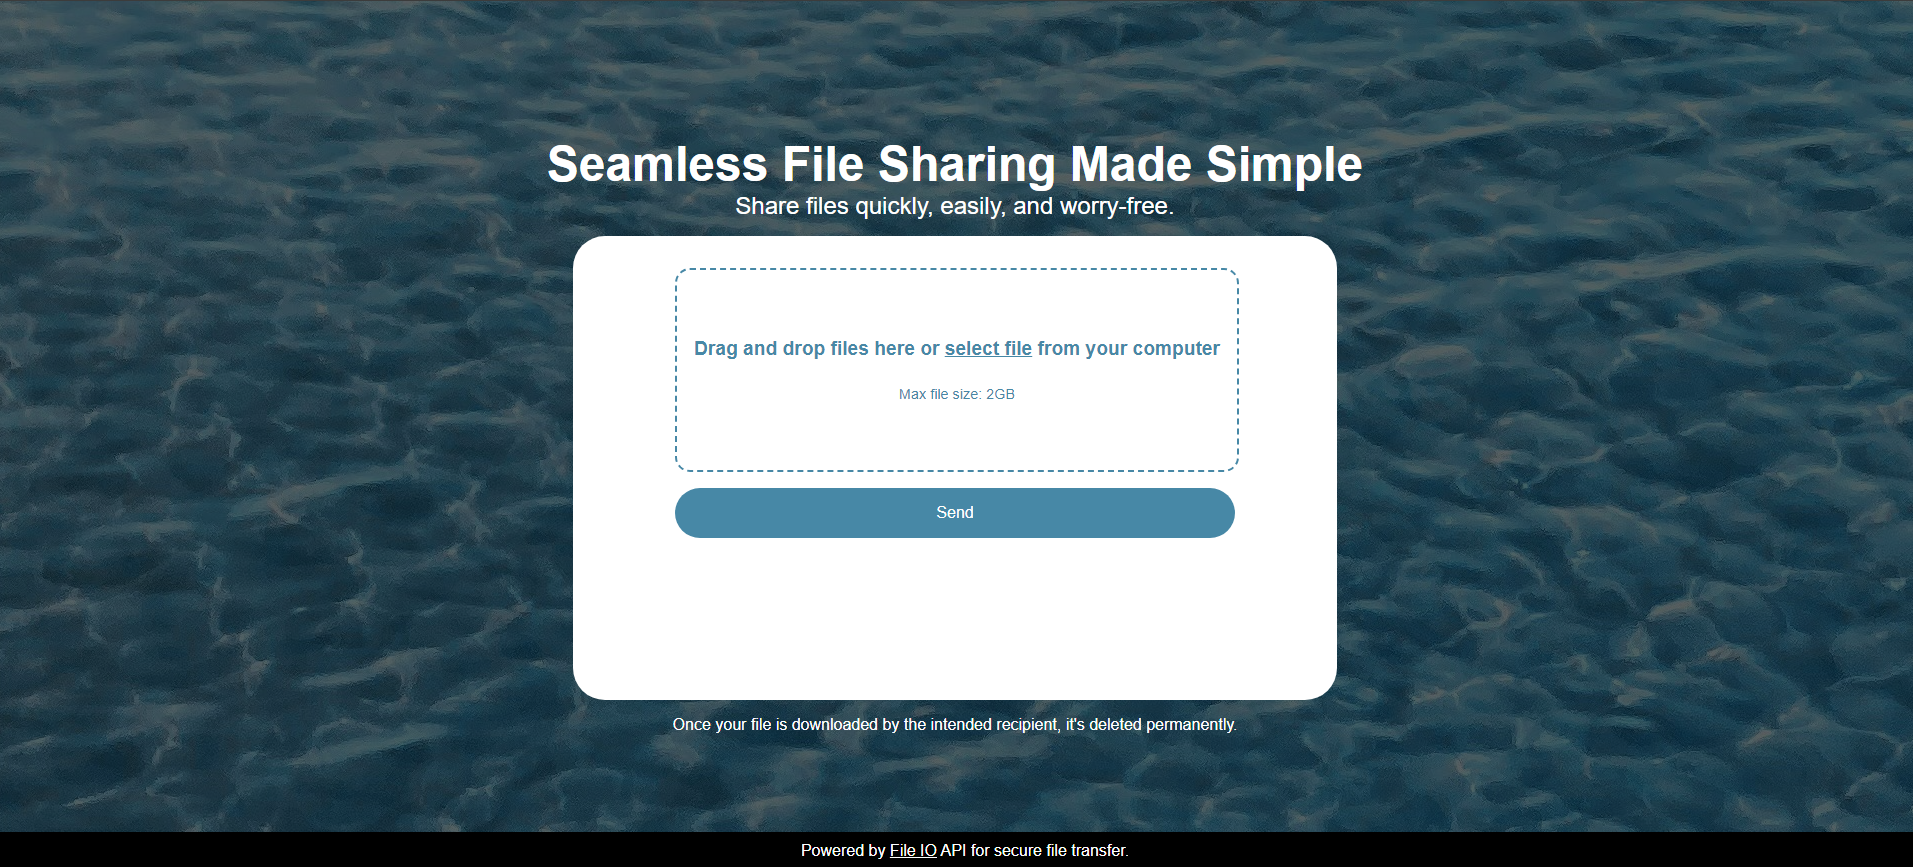 Seamless File Sharing Made Simple
Share files quickly, easily, and worry-free.
Drag and drop files here or select file from your computer
Max file size: 2GB
Send
Once your file is downloaded by the intended recipient, it's deleted permanently.
Powered by File IO API for secure file transfer.